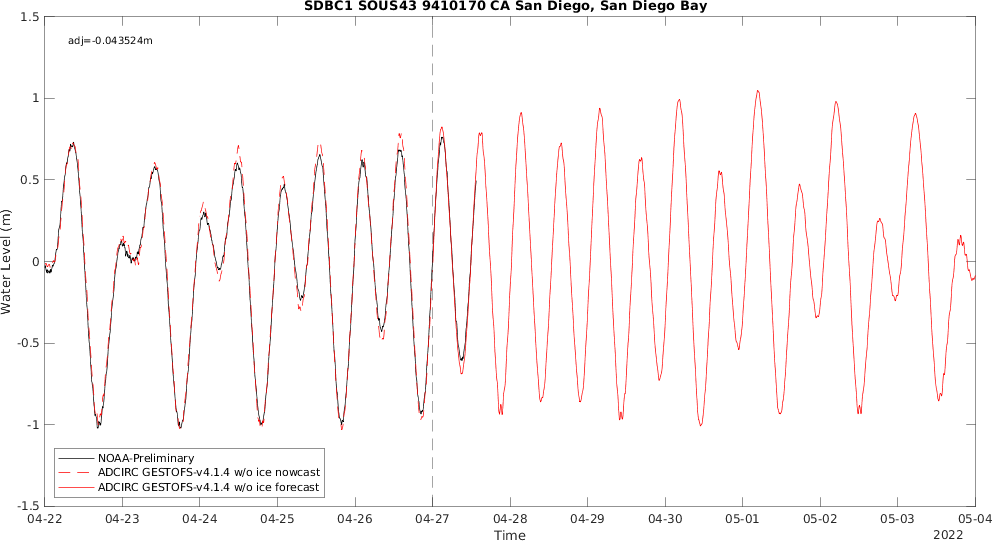 SDBC1 SOUS43 9410170 CA San Diego, San Diego Bay
1.5
adj=-0.043524m
1
0.5
0
-0.5
-1
-1.5
Water Level (m)
NOAA-Preliminary
ADCIRC GESTOFS-v4.1.4 w/o ice nowcast
ADCIRC GESTOFS-v4.1.4 w/o ice forecast
04-22 04-23 04-24 04-25 04-26 04-27 04-28 04-29 04-30 05-01 05-02 05-03 05-04
Time
2022